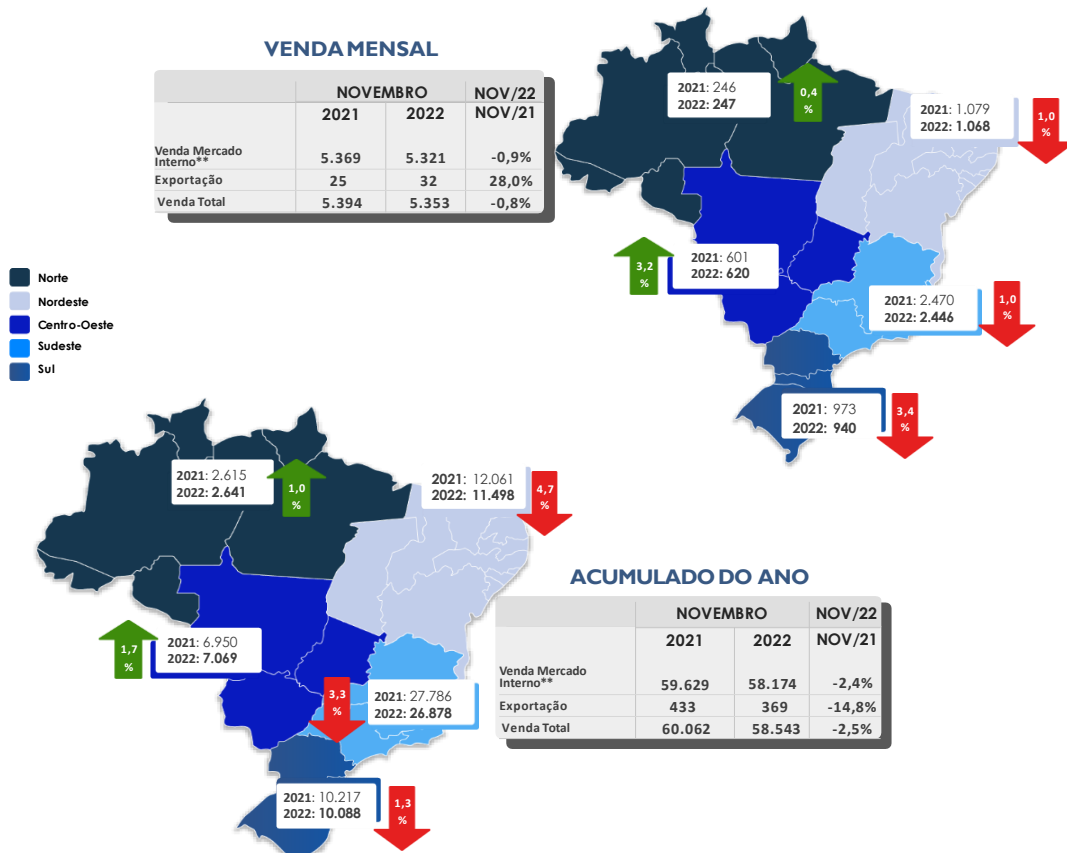 VENDA MENSAL
NOVEMBRO NOV/22
2021 2022 NOV/21
Venda Mercado
Interno** 5.369 5.321 -0,9%
Exportação 25 32 28,0%
Venda Total 5.394 5.353 -0,8%
2021: 246
2022: 247
0,4
%
2021: 1.079
2022: 1.068
1,0
%
3,2
%
2021: 601
2022: 620
2021: 2.470
2022: 2.446
1,0
%
2021: 973
2022: 940
3,4
%
Norte
Nordeste
Centro-Oeste
Sudeste
Sul
2021: 2.615
2022: 2.641
1,0
%
2021: 12.061
2022: 11.498
4,7
%
1,7
%
2021: 6.950
2022: 7.069
3,3
%
2021: 27.786
2022: 26.878
2021: 10.217
2022: 10.088
1,3
%
ACUMULADO DO ANO
NOVEMBRO NOV/22
2021 2022 NOV/21
Venda Mercado
Interno** 59.629 58.174 -2,4%
Exportação 433 369 -14,8%
Venda Total 60.062 58.543 -2,5%